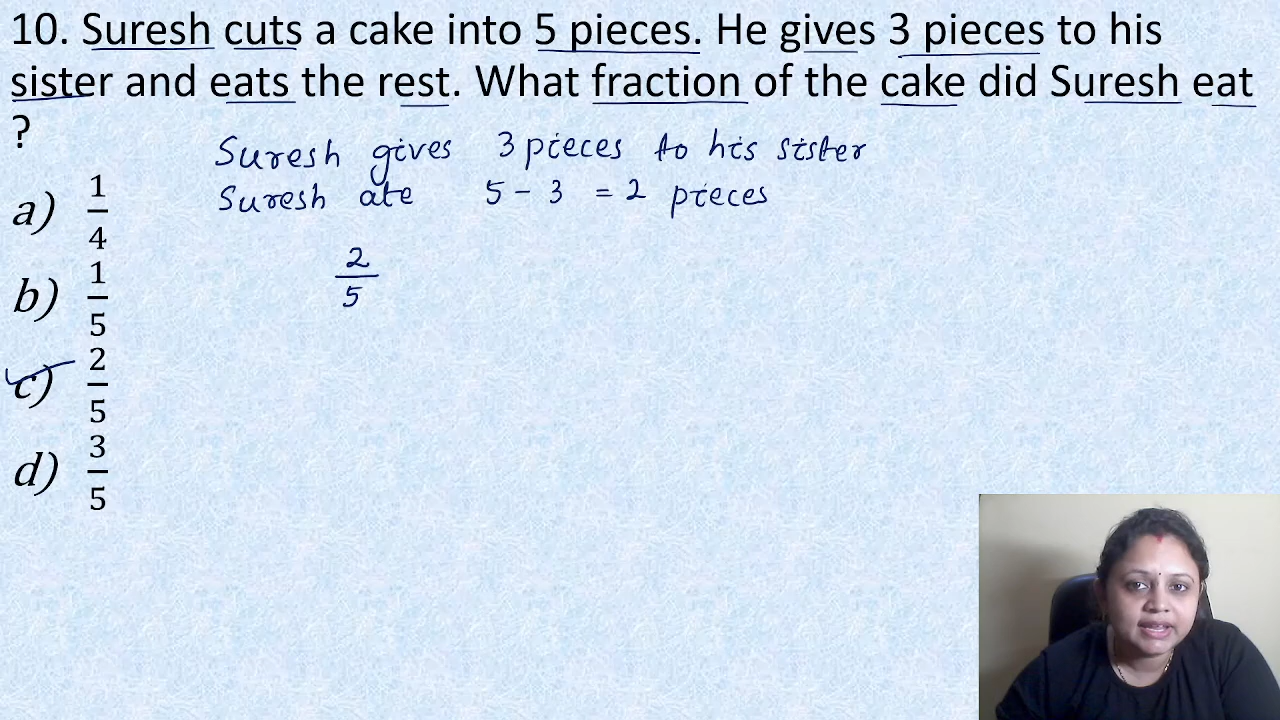 10. Suresh cuts a cake into 5 pieces. He gives 3 pieces to his
sister and eats the rest. What fraction of the cake did Suresh eat
?
Suresh gives 3 pieces to his sister
Suresh ate 5 - 3 = 2 pieces
2/5
a) 1/4
b) 1/5
c) 2/5
d) 3/5